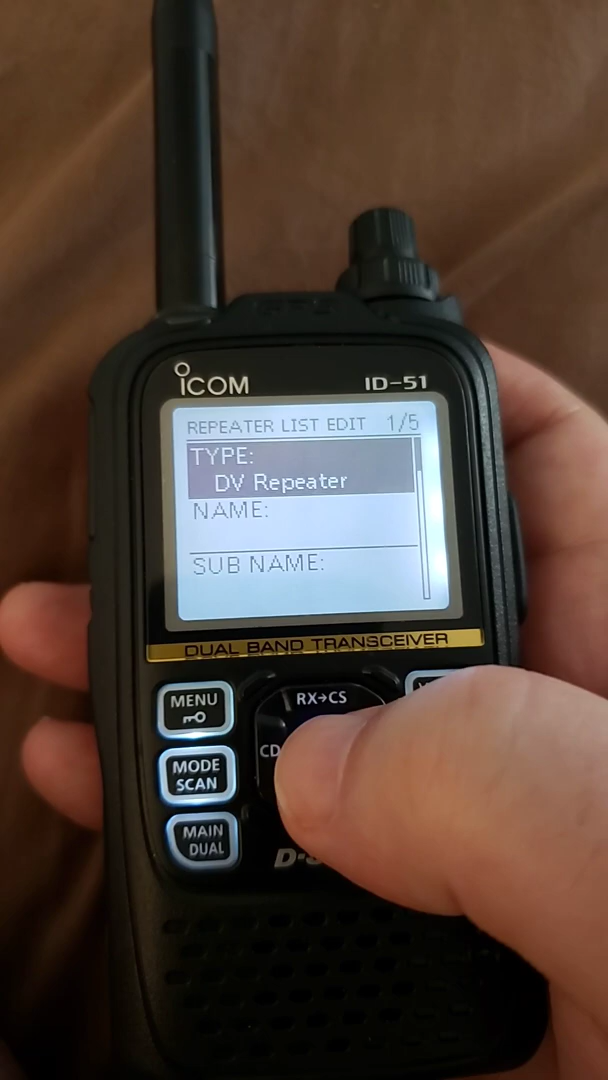 ICOM
ID-51
REPEATER LIST EDIT 1/5
TYPE:
DV Repeater
NAME:
SUB NAME:
DUAL BAND TRANSCEIVER
MENU
RX→CS
MODE
SCAN
CD
MAIN
DUAL